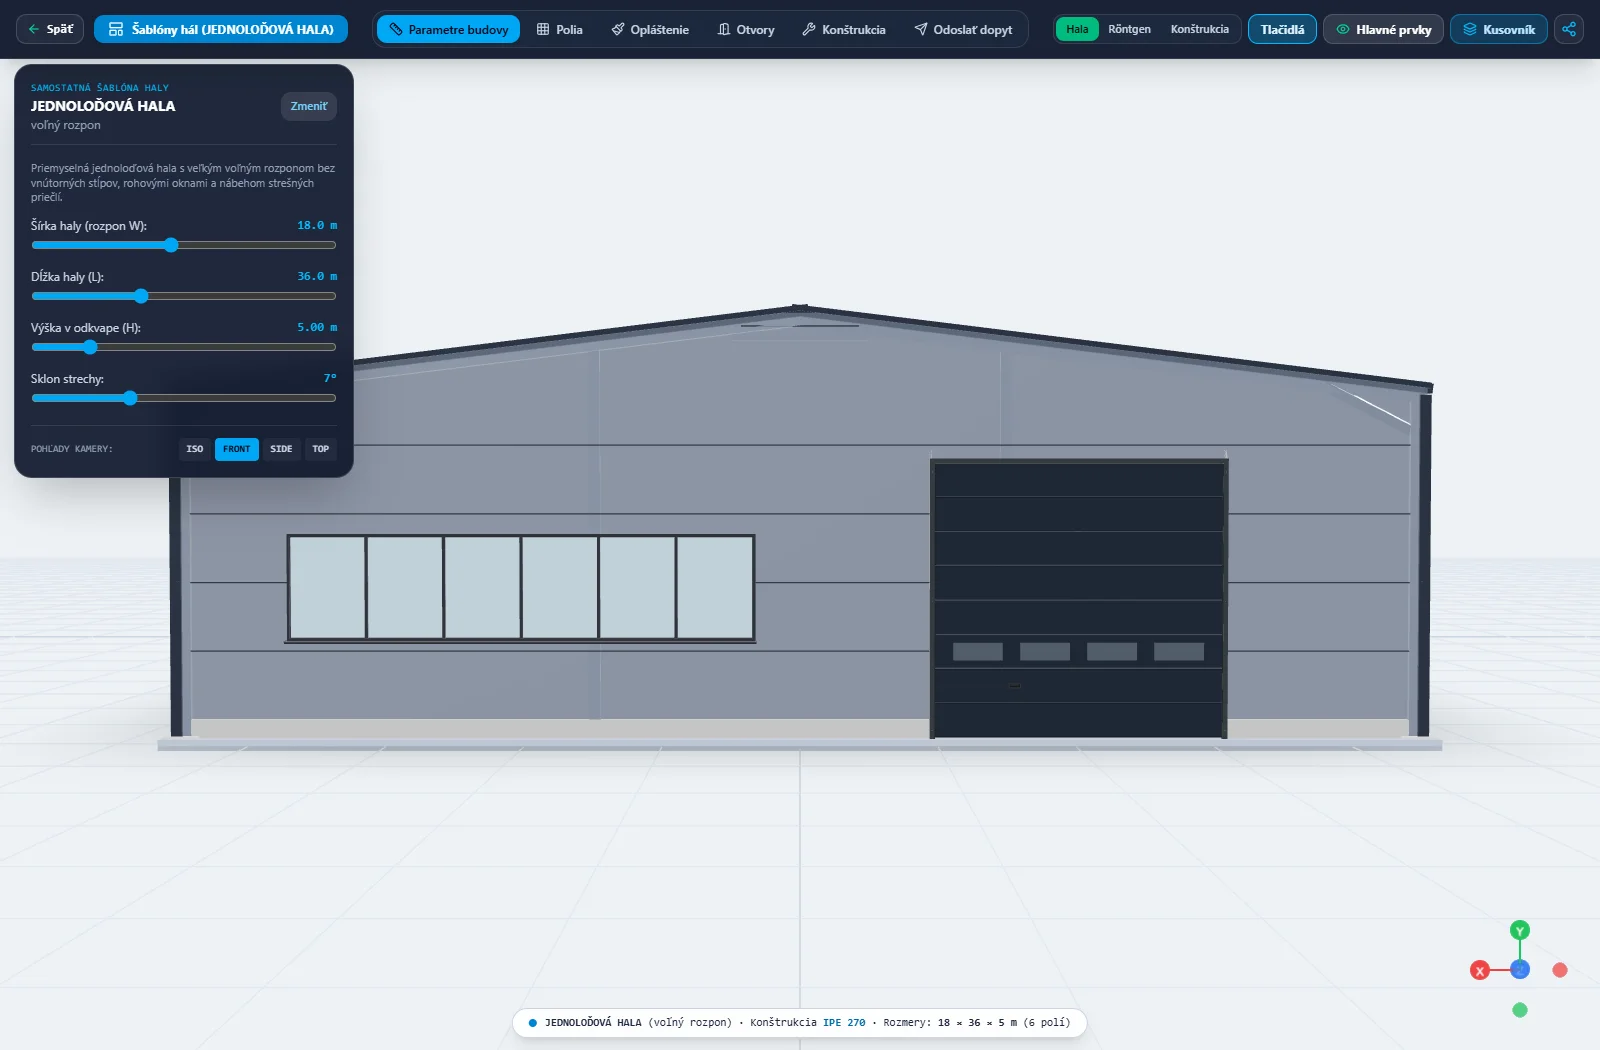 Späť
Šablóny hál (JEDNOLOĎOVÁ HALA)
Parametre budovy
Polia
Opláštenie
Otvory
Konštrukcia
Odoslať dopyt
Hala
Röntgen
Konštrukcia
Tlačidlá
Hlavné prvky
Kusovník
SAMOSTATNÁ ŠABLÓNA HALY
JEDNOLOĎOVÁ HALA
voľný rozpon
Zmeniť
Priemyselná jednoloďová hala s veľkým voľným rozponom bez
vnútorných stĺpov, rohovými oknami a nábehom strešných
priečlí.
Šírka haly (rozpon W): 18.0 m
Dĺžka haly (L): 36.0 m
Výška v odkvape (H): 5.00 m
Sklon strechy: 7°
POHĽADY KAMERY: ISO FRONT SIDE TOP
Y
X
Z
JEDNOLOĎOVÁ HALA (voľný rozpon) · Konštrukcia IPE 270 · Rozmery: 18 × 36 × 5 m (6 polí)